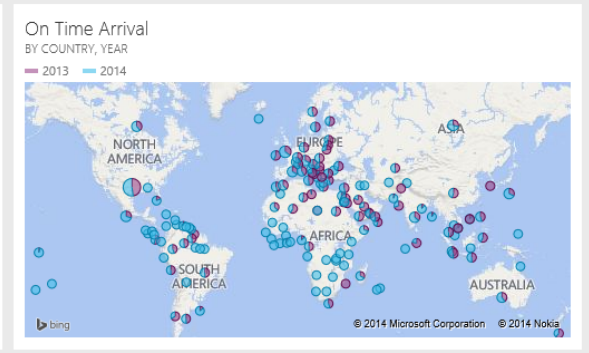 On Time Arrival
BY COUNTRY, YEAR
2013 2014
NORTH
AMERICA
EUROPE
ASIA
AFRICA
SOUTH
AMERICA
AUSTRALIA
bing
© 2014 Microsoft Corporation © 2014 Nokia